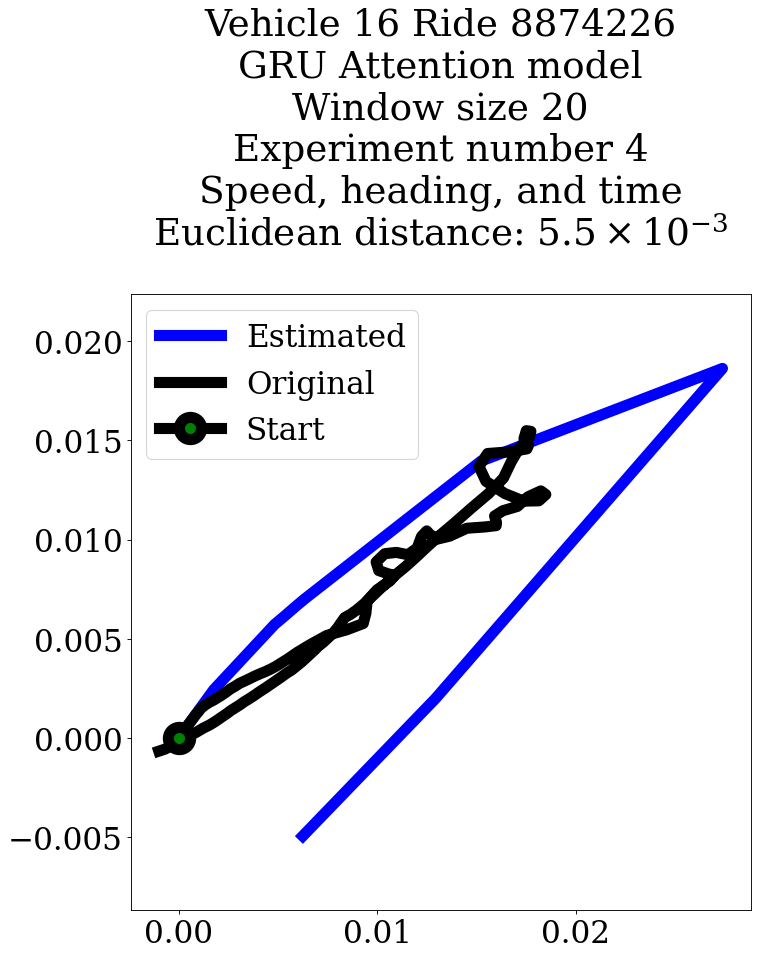 Vehicle 16 Ride 8874226
GRU Attention model
Window size 20
Experiment number 4
Speed, heading, and time
Euclidean distance: 5.5 × 10⁻³
Estimated
Original
Start
0.020
0.015
0.010
0.005
0.000
−0.005
0.00 0.01 0.02